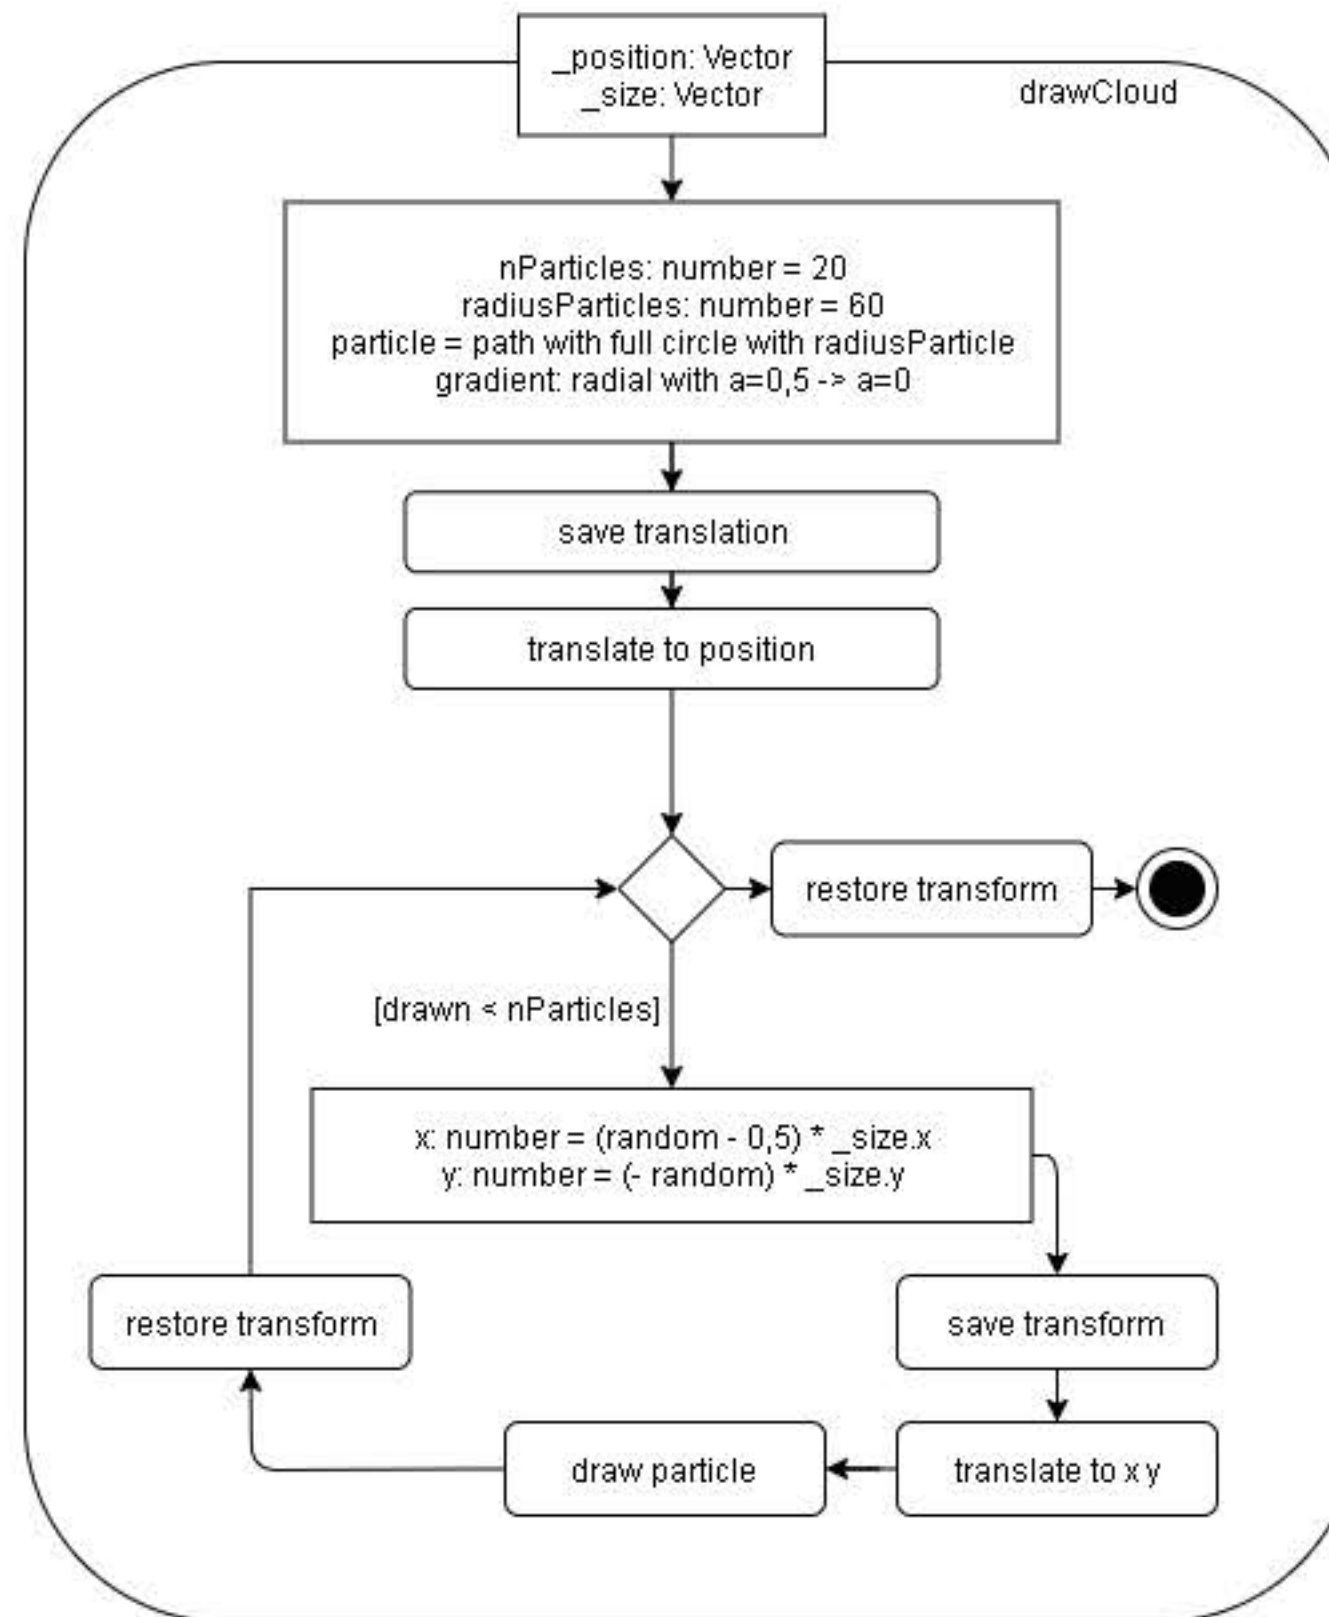 _position: Vector
_size: Vector
drawCloud
nParticles: number = 20
radiusParticles: number = 60
particle = path with full circle with radiusParticle
gradient: radial with a=0,5 -> a=0
save translation
translate to position
restore transform
[drawn < nParticles]
x: number = (random - 0,5) * _size.x
y: number = (- random) * _size.y
restore transform
save transform
draw particle
translate to x y